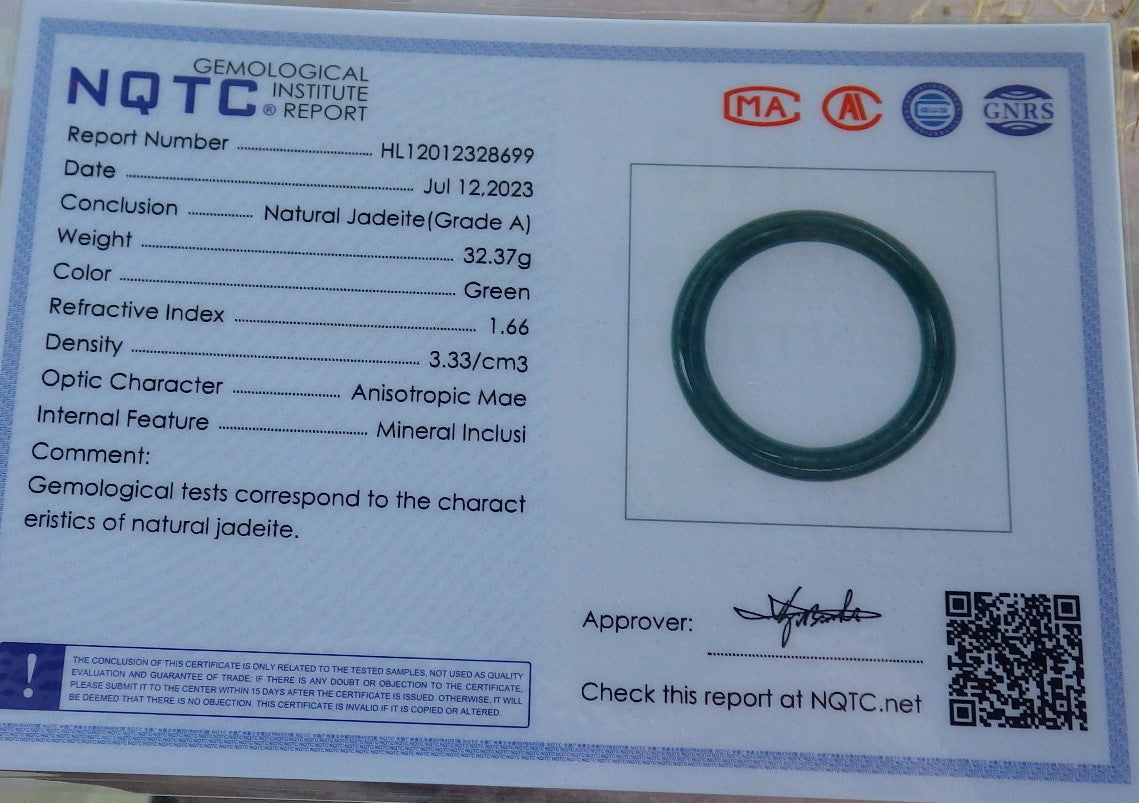 NQTC® GEMOLOGICAL
INSTITUTE
REPORT
Report Number HL12012328699
Date Jul 12,2023
Conclusion Natural Jadeite(Grade A)
Weight 32.37g
Color Green
Refractive Index 1.66
Density 3.33/cm3
Optic Character Anisotropic Mae
Internal Feature Mineral Inclusi
Comment:
Gemological tests correspond to the charact
eristics of natural jadeite.
!
THE CONCLUSION OF THIS CERTIFICATE IS ONLY RELATED TO THE TESTED SAMPLES, NOT USED AS QUALITY
EVALUATION AND GUARANTEE OF TRADE; IF THERE IS ANY DOUBT OR OBJECTION TO THE CERTIFICATE,
PLEASE SUBMIT IT TO THE CENTER WITHIN 15 DAYS AFTER THE CERTIFICATE IS ISSUED. OTHERWISE, IT WILL
BE DEEMED THAT THERE IS NO OBJECTION. THIS CERTIFICATE IS INVALID IF IT IS COPIED OR ALTERED.
MA
GNRS
Approver:
Check this report at NQTC.net